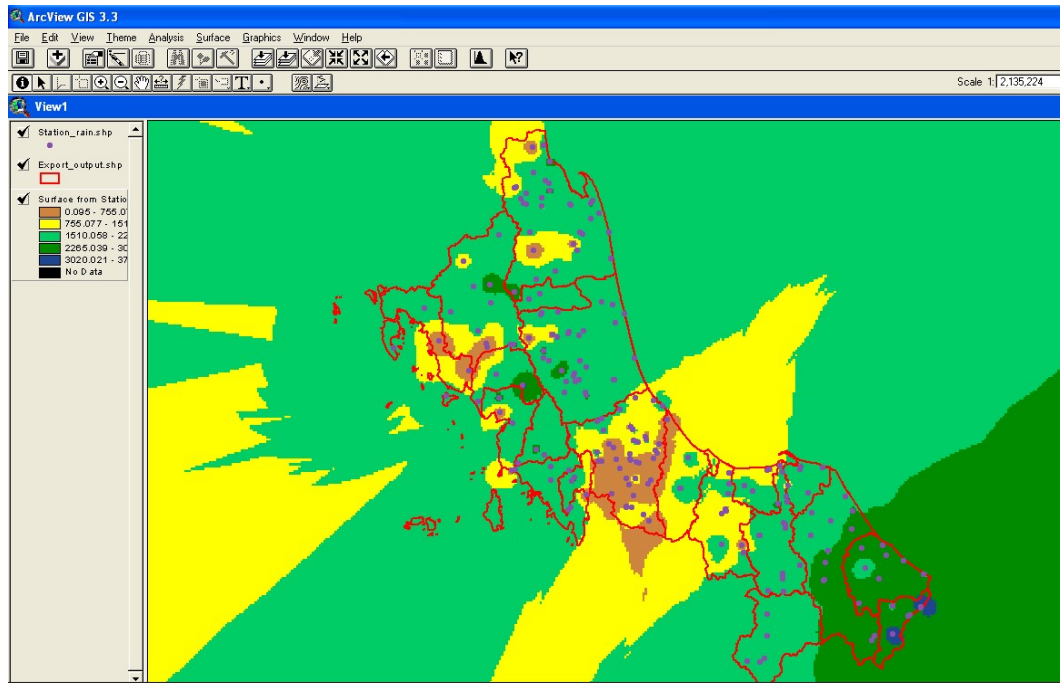 ArcView GIS 3.3
File Edit View Theme Analysis Surface Graphics Window Help
Scale 1: 2,135,224
View1
Station_rain.shp
Export_output.shp
Surface from Statio
0.095 - 755.0
755.077 - 151
1510.058 - 22
2265.039 - 30
3020.021 - 37
No Data